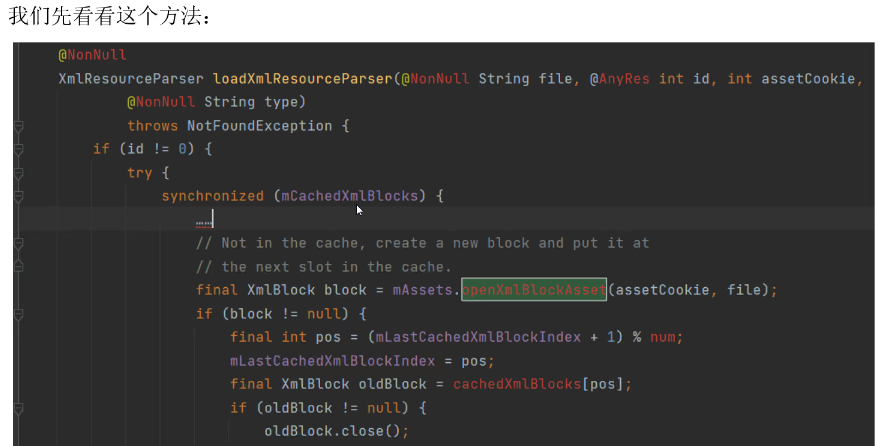 我们先看看这个方法：
@NonNull
XmlResourceParser loadXmlResourceParser(@NonNull String file, @AnyRes int id, int assetCookie,
@NonNull String type)
throws NotFoundException {
if (id != 0) {
try {
synchronized (mCachedXmlBlocks) {
……
// Not in the cache, create a new block and put it at
// the next slot in the cache.
final XmlBlock block = mAssets.openXmlBlockAsset(assetCookie, file);
if (block != null) {
final int pos = (mLastCachedXmlBlockIndex + 1) % num;
mLastCachedXmlBlockIndex = pos;
final XmlBlock oldBlock = cachedXmlBlocks[pos];
if (oldBlock != null) {
oldBlock.close();